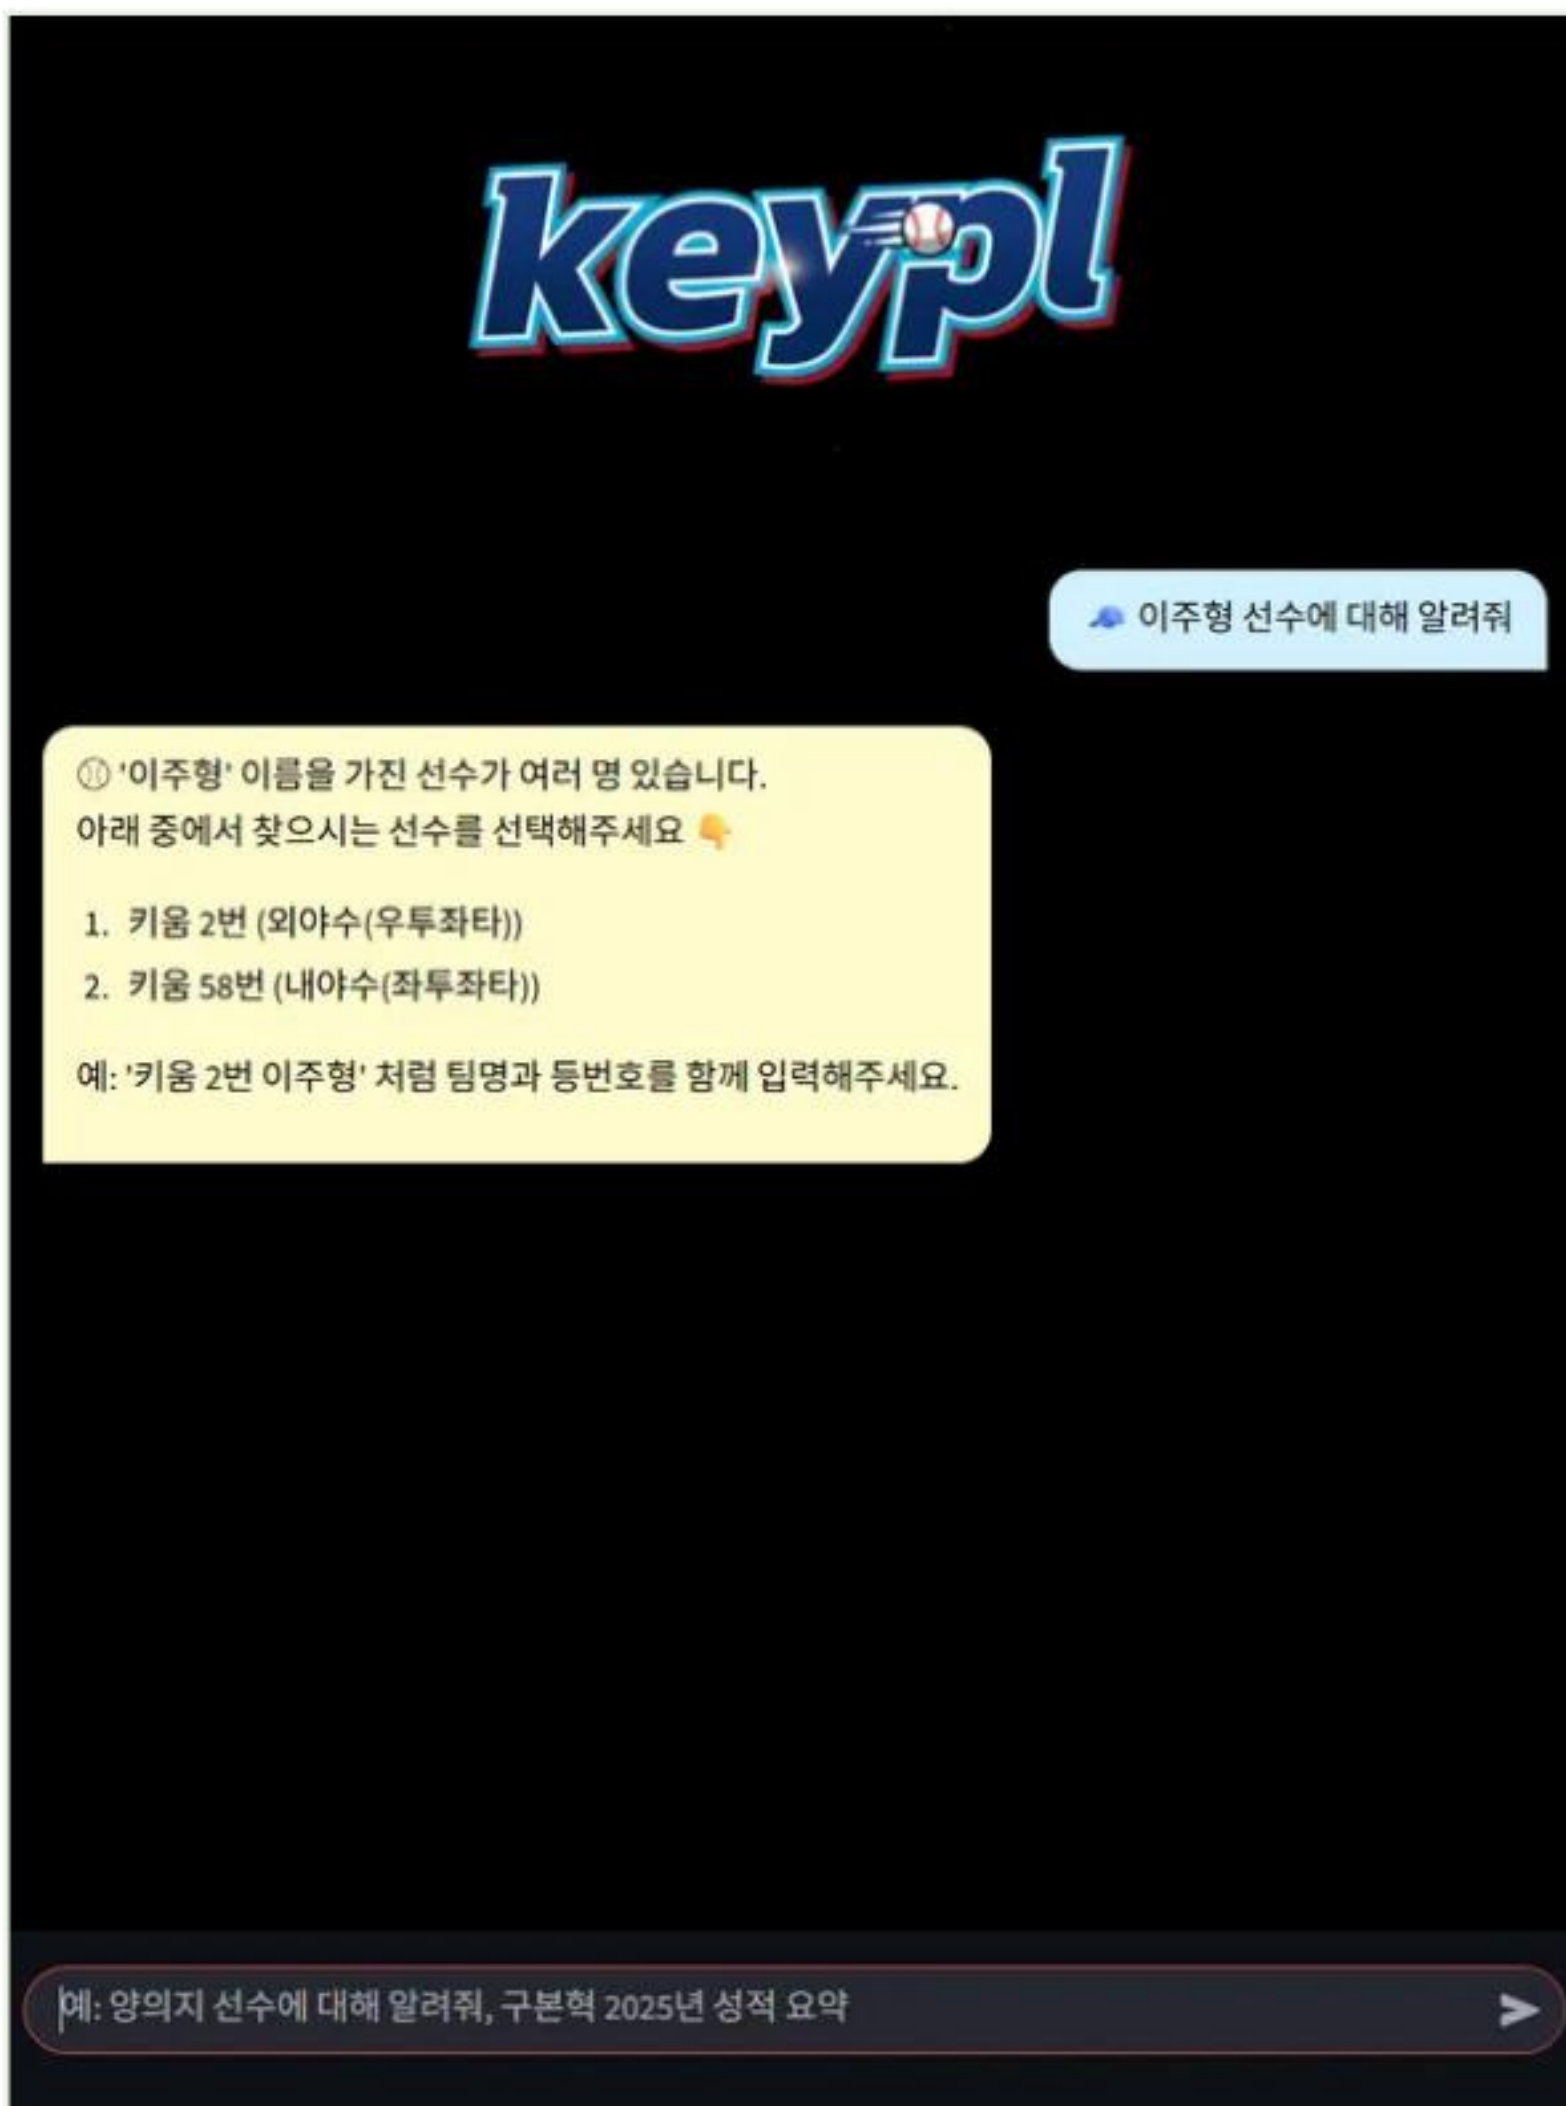 keypl
🧢 이주형 선수에 대해 알려줘
⚾ '이주형' 이름을 가진 선수가 여러 명 있습니다.
아래 중에서 찾으시는 선수를 선택해주세요 👇
1. 키움 2번 (외야수(우투좌타))
2. 키움 58번 (내야수(좌투좌타))
예: '키움 2번 이주형' 처럼 팀명과 등번호를 함께 입력해주세요.
예: 양의지 선수에 대해 알려줘, 구본혁 2025년 성적 요약